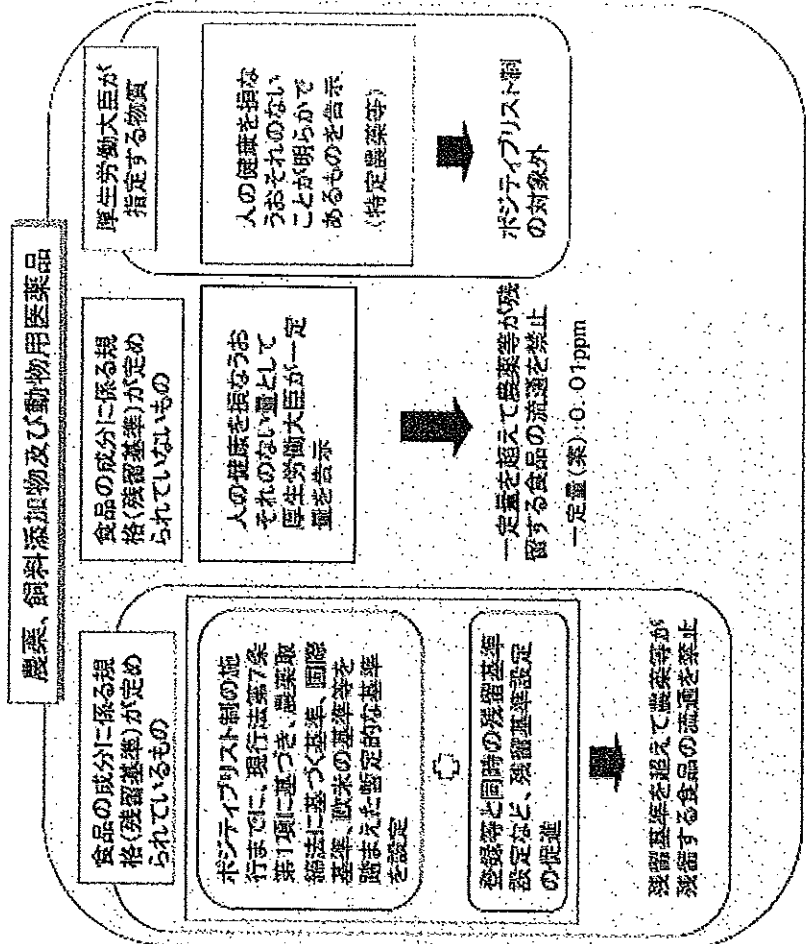 農薬、飼料添加物及び動物用医薬品
食品の成分に係る規
格(残留基準)が定め
られているもの
ポジティブリスト制の施
行までに、現行法第7条
第1項に基づき、農薬取
締法に基づく基準、国際
基準、欧米の基準等を
踏まえた暫定的な基準
を設定
登録等と同時の残留基準
設定など、残留基準設定
の促進
残留基準を超えて農薬等が
残留する食品の流通を禁止
食品の成分に係る規
格(残留基準)が定め
られていないもの
人の健康を損なうお
それのない量として
厚生労働大臣が一定
量を告示
一定量を超えて農薬等が残
留する食品の流通を禁止
一定量(案):0.01ppm
厚生労働大臣が
指定する物質
人の健康を損な
うおそれのない
ことが明らかで
あるものを告示
(特定農薬等)
ポジティブリスト制
の対象外